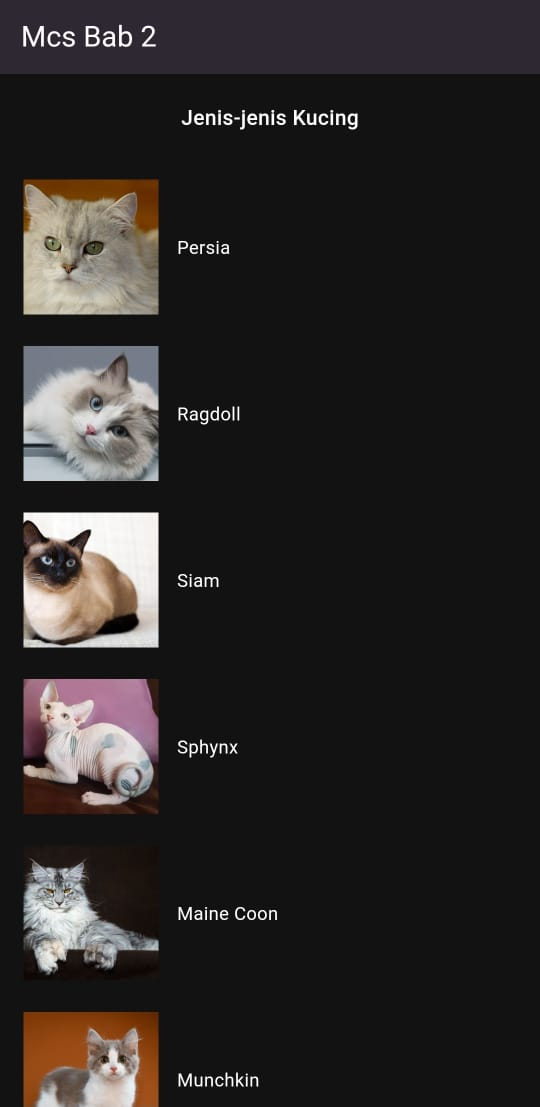 Mcs Bab 2
Jenis-jenis Kucing
Persia
Ragdoll
Siam
Sphynx
Maine Coon
Munchkin